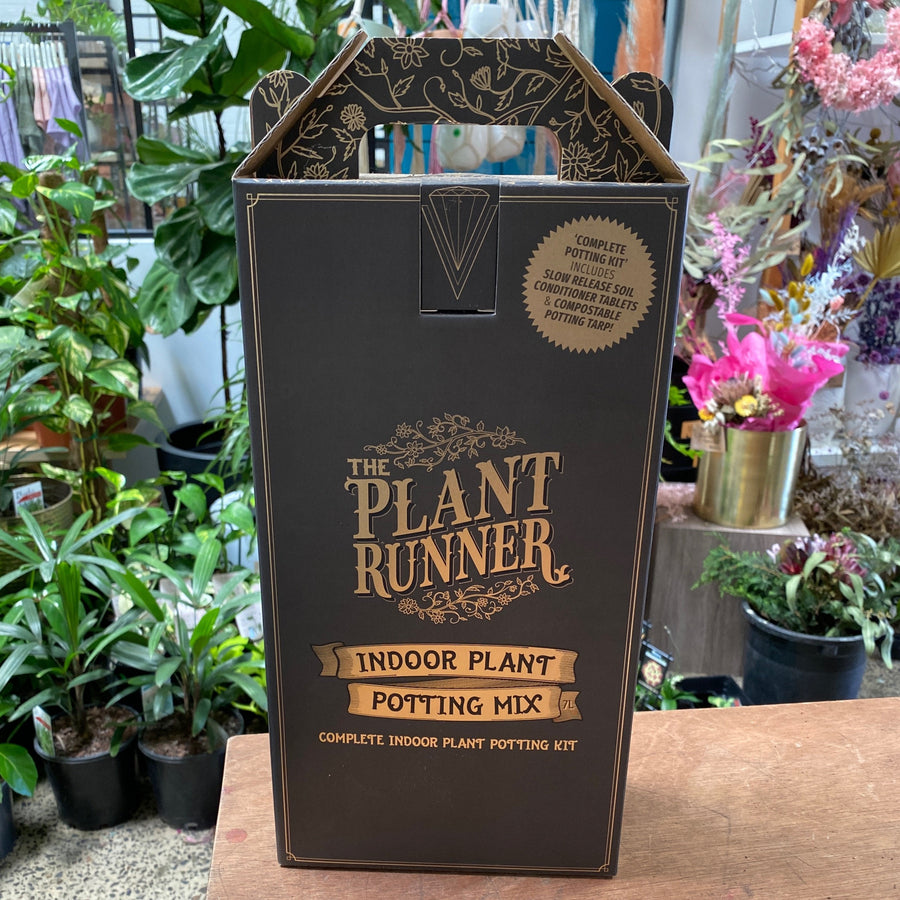 'COMPLETE
POTTING KIT'
INCLUDES
SLOW RELEASE SOIL
CONDITIONER TABLETS
& COMPOSTABLE
POTTING TARP!
THE
PLANT
RUNNER
INDOOR PLANT
POTTING MIX
7L
COMPLETE INDOOR PLANT POTTING KIT